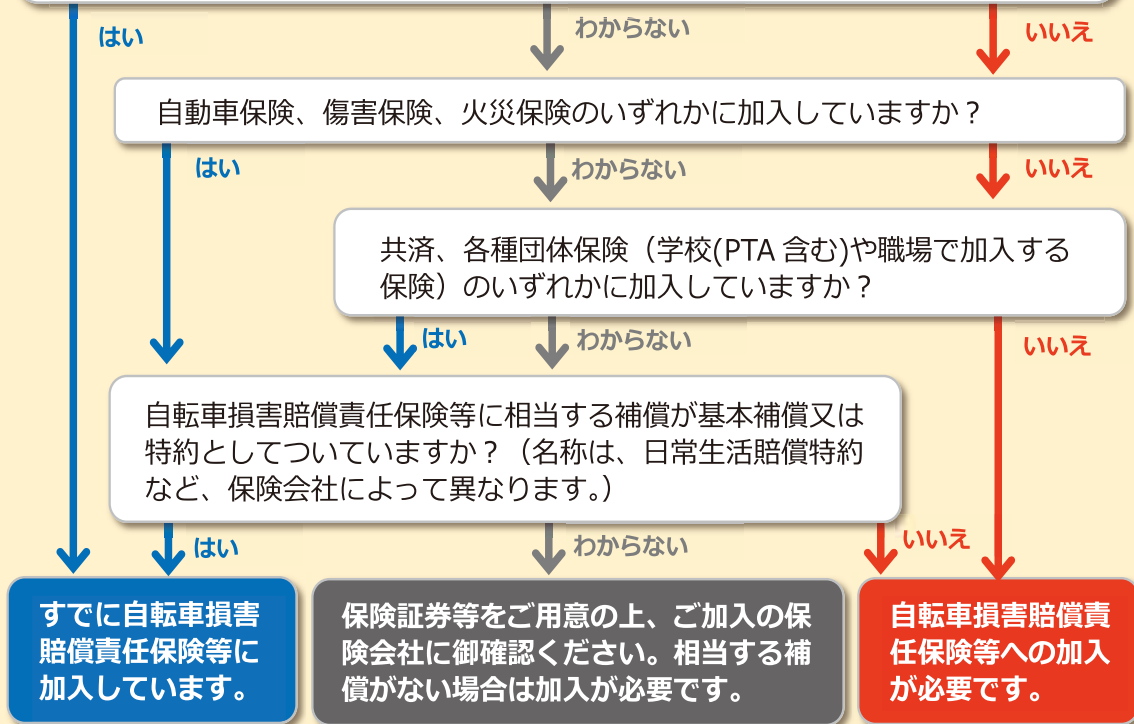 はい
わからない
いいえ
自動車保険、傷害保険、火災保険のいずれかに加入していますか？
はい
わからない
いいえ
共済、各種団体保険（学校(PTA 含む)や職場で加入する
保険）のいずれかに加入していますか？
はい
わからない
いいえ
自転車損害賠償責任保険等に相当する補償が基本補償又は
特約としてついていますか？（名称は、日常生活賠償特約
など、保険会社によって異なります。）
はい
わからない
いいえ
すでに自転車損害
賠償責任保険等に
加入しています。
保険証券等をご用意の上、ご加入の保
険会社に御確認ください。相当する補
償がない場合は加入が必要です。
自転車損害賠償責
任保険等への加入
が必要です。